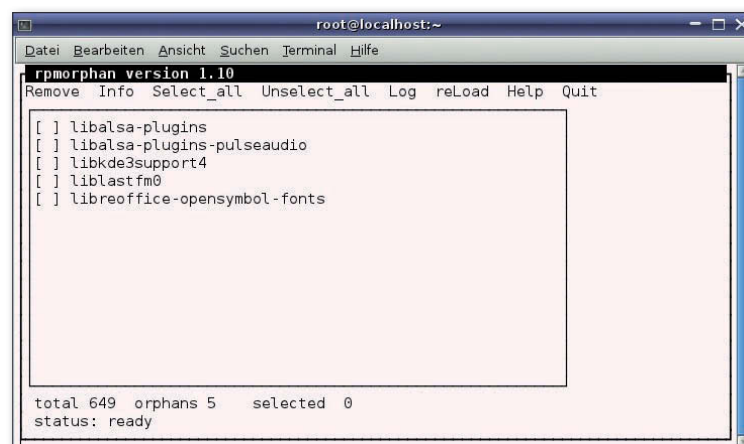 root@localhost:~
Datei Bearbeiten Ansicht Suchen Terminal Hilfe
rpmorphan version 1.10
Remove Info Select_all Unselect_all Log reLoad Help Quit
[ ] libalsa-plugins
[ ] libalsa-plugins-pulseaudio
[ ] libkde3support4
[ ] liblastfm0
[ ] libreoffice-opensymbol-fonts
total 649 orphans 5 selected 0
status: ready